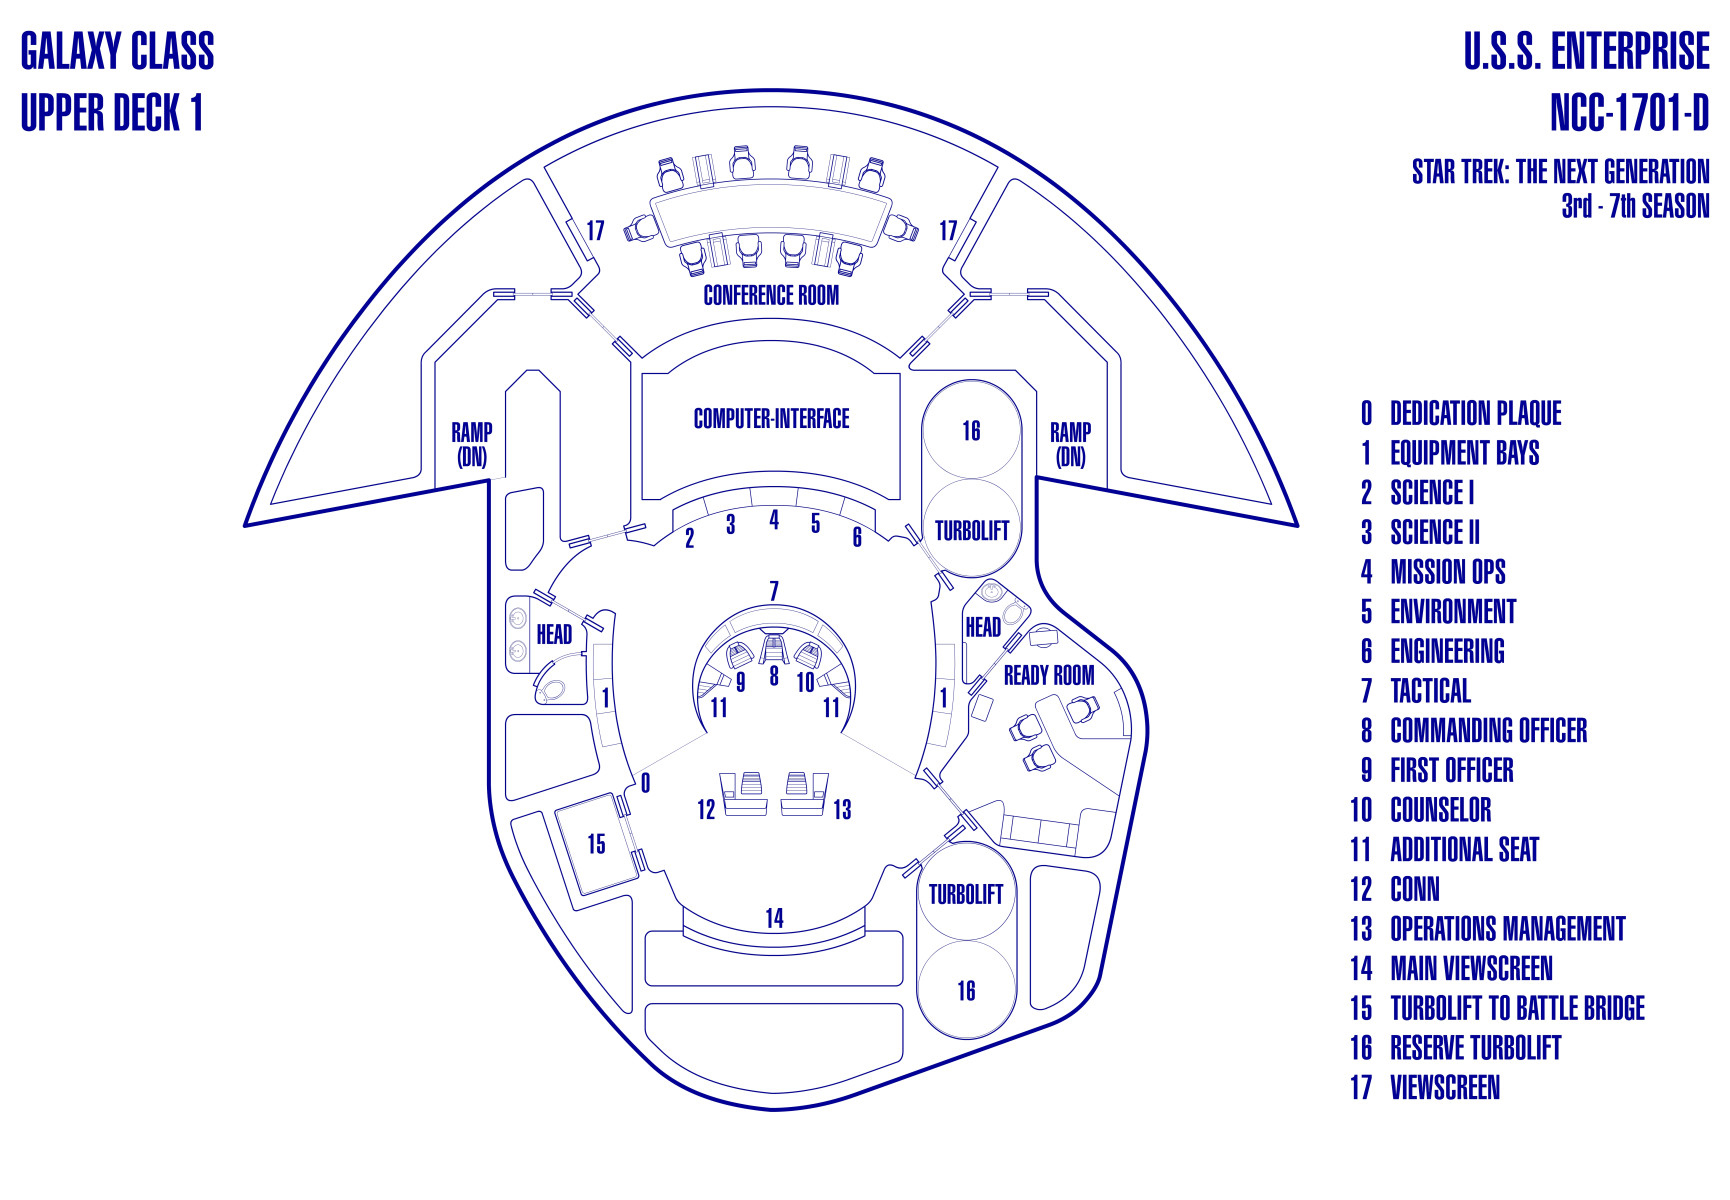 GALAXY CLASS
UPPER DECK 1
U.S.S. ENTERPRISE
NCC-1701-D
STAR TREK: THE NEXT GENERATION
3rd - 7th SEASON
17
17
CONFERENCE ROOM
COMPUTER-INTERFACE
RAMP
(DN)
16
RAMP
(DN)
TURBOLIFT
2
3
4
5
6
7
HEAD
HEAD
READY ROOM
1
9
8
10
11
11
1
0
12
13
15
14
TURBOLIFT
16
0 DEDICATION PLAQUE
1 EQUIPMENT BAYS
2 SCIENCE I
3 SCIENCE II
4 MISSION OPS
5 ENVIRONMENT
6 ENGINEERING
7 TACTICAL
8 COMMANDING OFFICER
9 FIRST OFFICER
10 COUNSELOR
11 ADDITIONAL SEAT
12 CONN
13 OPERATIONS MANAGEMENT
14 MAIN VIEWSCREEN
15 TURBOLIFT TO BATTLE BRIDGE
16 RESERVE TURBOLIFT
17 VIEWSCREEN